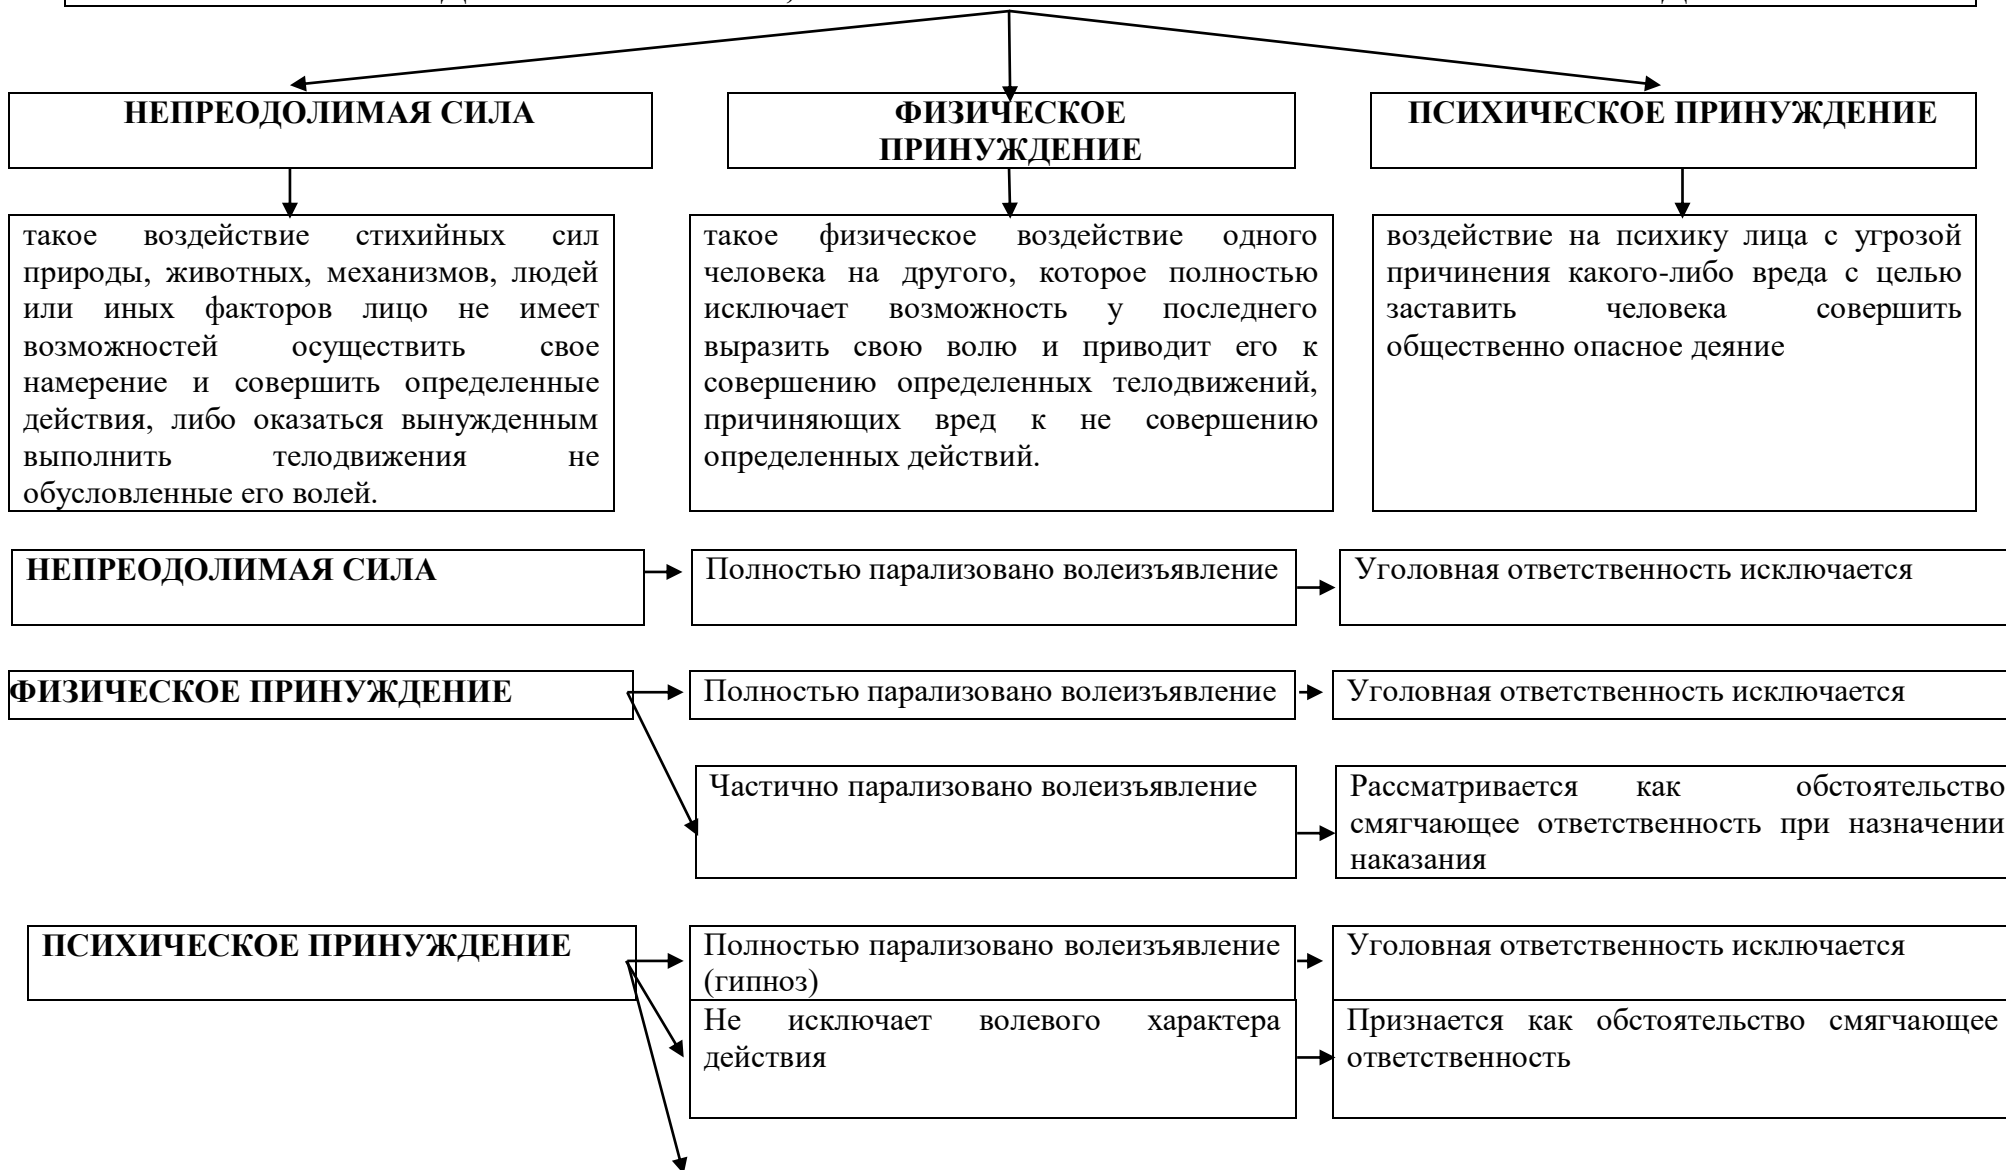 НЕПРЕОДОЛИМАЯ СИЛА
ФИЗИЧЕСКОЕ
ПРИНУЖДЕНИЕ
ПСИХИЧЕСКОЕ ПРИНУЖДЕНИЕ
такое воздействие стихийных сил
природы, животных, механизмов, людей
или иных факторов лицо не имеет
возможностей осуществить свое
намерение и совершить определенные
действия, либо оказаться вынужденным
выполнить телодвижения не
обусловленные его волей.
такое физическое воздействие одного
человека на другого, которое полностью
исключает возможность у последнего
выразить свою волю и приводит его к
совершению определенных телодвижений,
причиняющих вред к не совершению
определенных действий.
воздействие на психику лица с угрозой
причинения какого-либо вреда с целью
заставить человека совершить
общественно опасное деяние
НЕПРЕОДОЛИМАЯ СИЛА
Полностью парализовано волеизъявление
Уголовная ответственность исключается
ФИЗИЧЕСКОЕ ПРИНУЖДЕНИЕ
Полностью парализовано волеизъявление
Уголовная ответственность исключается
Частично парализовано волеизъявление
Рассматривается как обстоятельство
смягчающее ответственность при назначении
наказания
ПСИХИЧЕСКОЕ ПРИНУЖДЕНИЕ
Полностью парализовано волеизъявление
(гипноз)
Уголовная ответственность исключается
Не исключает волевого характера
действия
Признается как обстоятельство смягчающее
ответственность